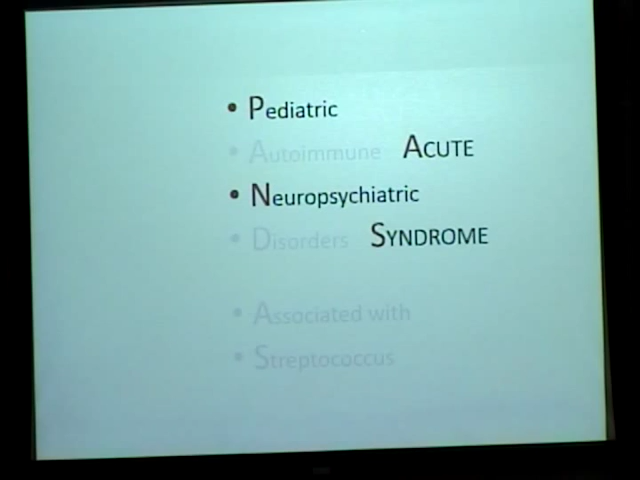 • Pediatric
• Autoimmune ACUTE
• Neuropsychiatric
• Disorders SYNDROME
• Associated with
• Streptococcus